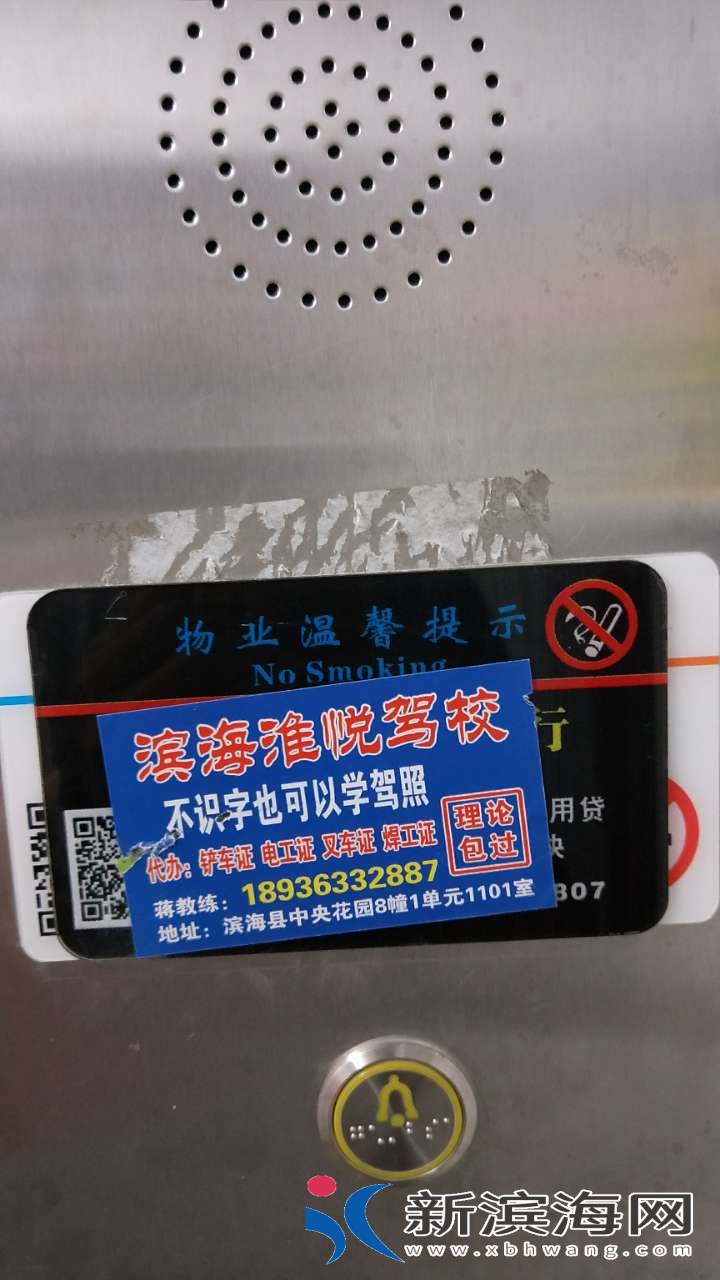 物业温馨提示
No Smoking
行
滨海淮悦驾校
不识字也可以学驾照
理论
包过
用贷
代办：铲车证 电工证 叉车证 焊工证
蒋教练：18936332887
807
地址：滨海县中央花园8幢1单元1101室
新滨海网
www.xbhwang.com